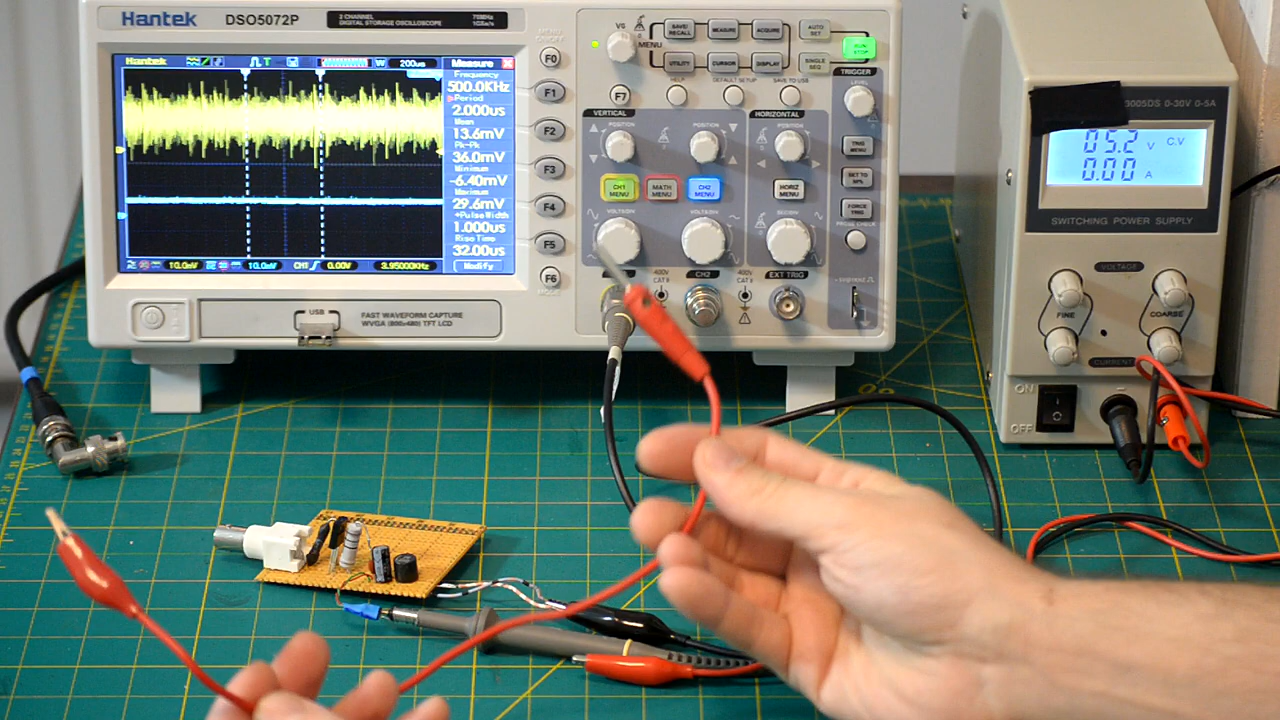 Hantek
DSO5072P
2 CHANNEL
DIGITAL STORAGE OSCILLOSCOPE
70MHz
1GSa/s
Hantek
T
W
200us
Measure
Frequency
500.0KHz
Period
2.000us
Mean
13.6mV
Pk-Pk
36.0mV
Minimum
-6.40mV
Maximum
29.6mV
+PulseWidth
1.000us
Rise Time
32.00us
Modify
10.0mV
10.0mV
CH1
0.00V
3.95000KHz
F0
F1
F2
F3
F4
F5
F6
F7
V0
MENU
SAVE/
RECALL
MEASURE
ACQUIRE
AUTO
SET
RUN
STOP
UTILITY
CURSOR
DISPLAY
SINGLE
SEQ
HELP
DEFAULT SETUP
SAVE TO USB
TRIGGER
LEVEL
VERTICAL
HORIZONTAL
POSITION
POSITION
POSITION
TRIG
MENU
SET TO
50%
FORCE
TRIG
PROBE CHECK
CH1
MENU
MATH
MENU
CH2
MENU
HORIZ
MENU
VOLTS/DIV
VOLTS/DIV
SEC/DIV
400V
CAT II
CH2
400V
CAT II
EXT TRIG
USB
FAST WAVEFORM CAPTURE
WVGA (800x480) TFT LCD
3005DS 0-30V 0-5A
05.2 V C.V
0.00 A
SWITCHING POWER SUPPLY
VOLTAGE
FINE
COARSE
CURRENT
ON
OFF